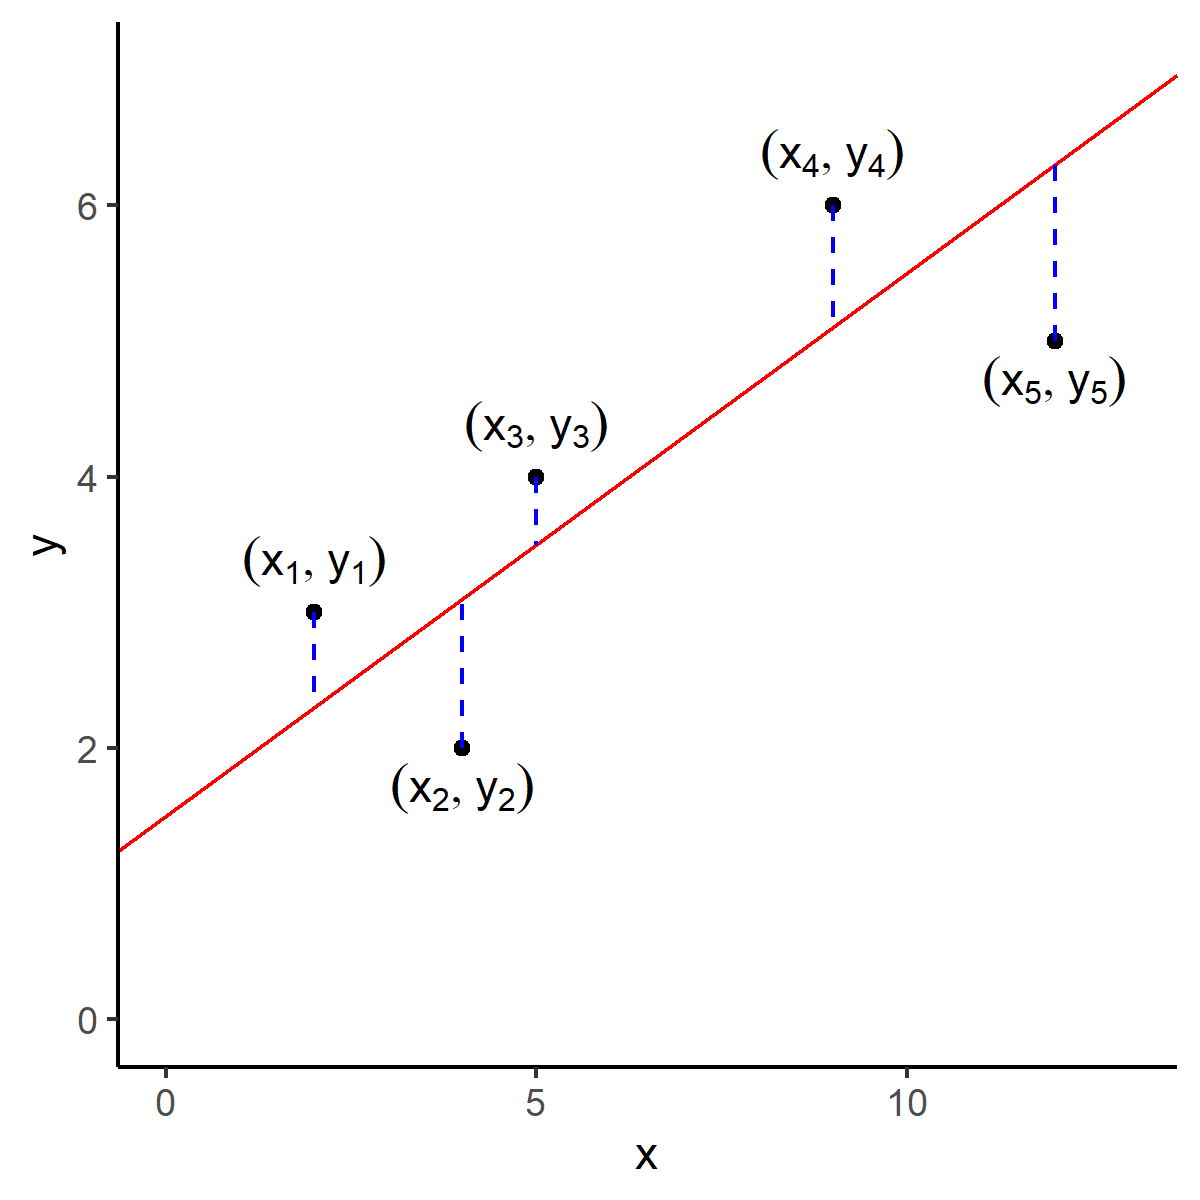 (x₄, y₄)
6
(x₅, y₅)
(x₃, y₃)
4
(x₁, y₁)
y
2
(x₂, y₂)
0
0 5 10
x